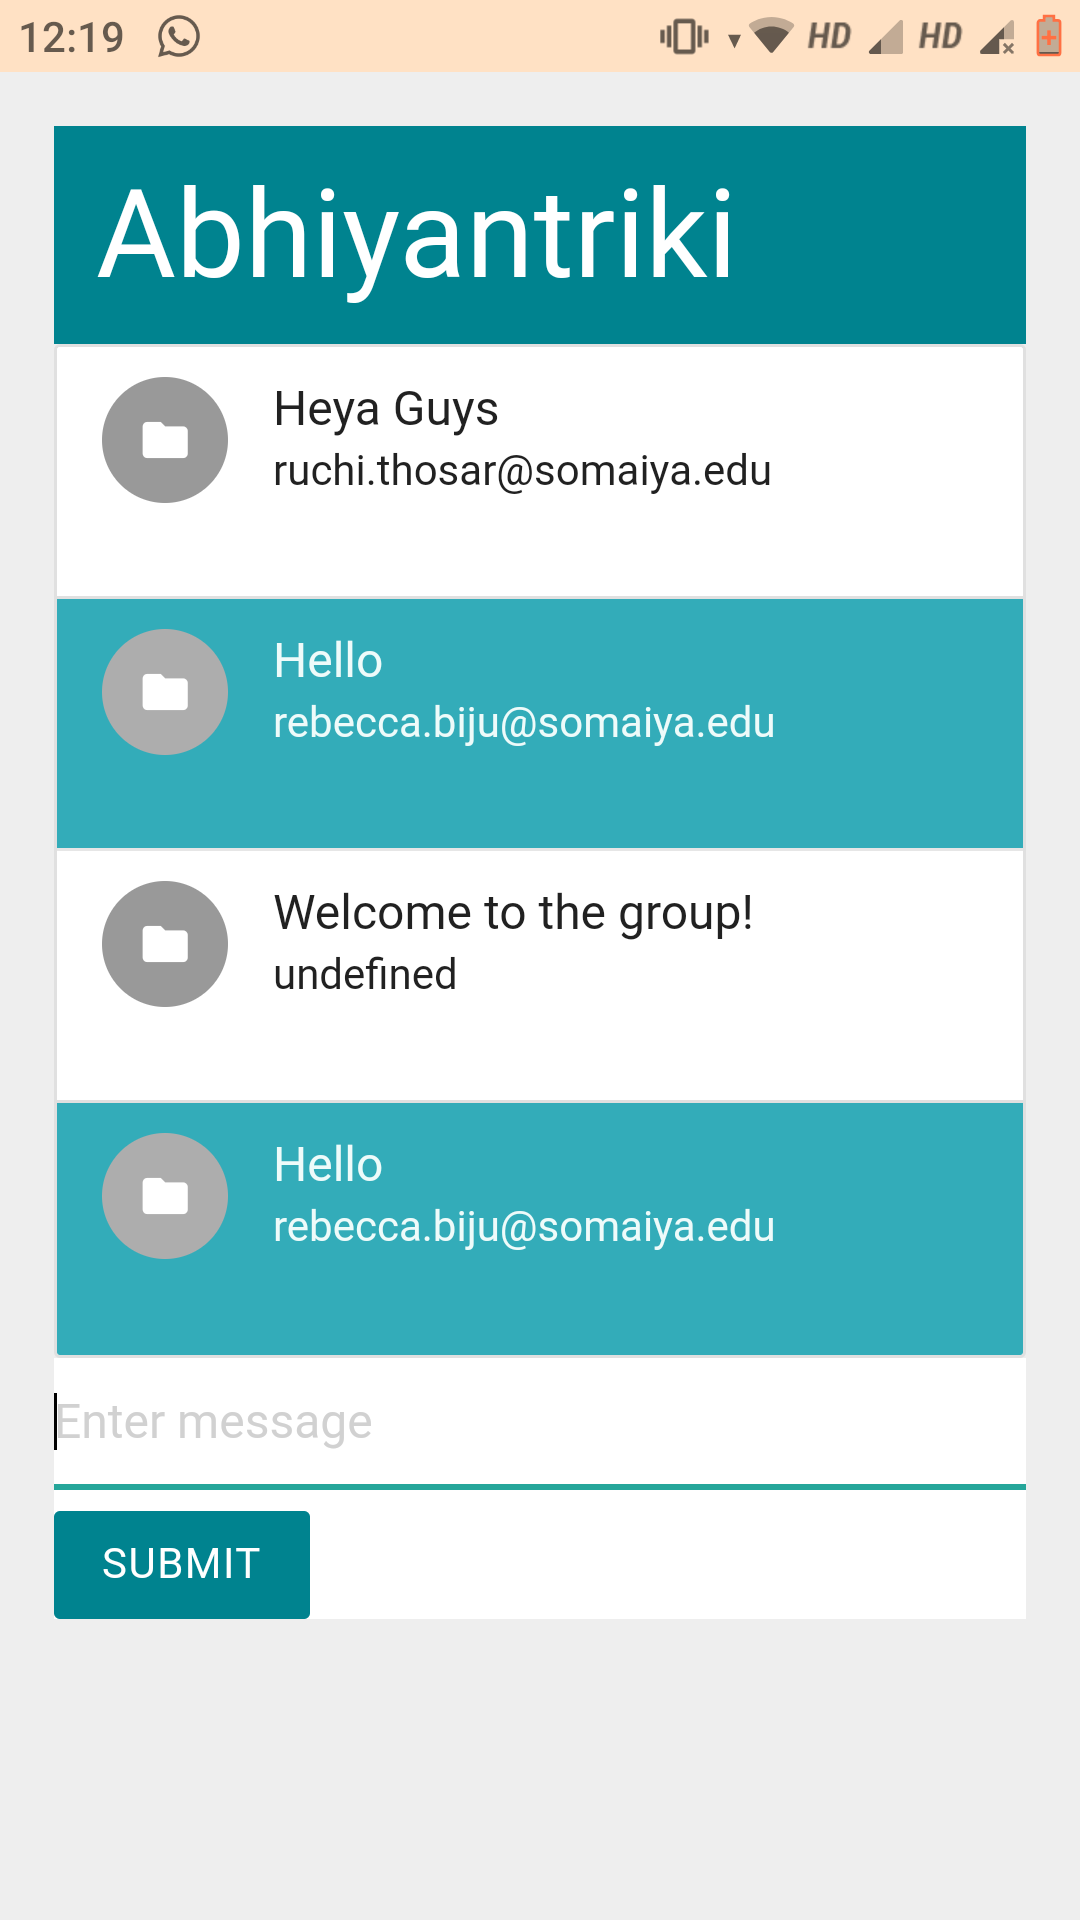 12:19 HD HD
Abhiyantriki
Heya Guys
ruchi.thosar@somaiya.edu
Hello
rebecca.biju@somaiya.edu
Welcome to the group!
undefined
Hello
rebecca.biju@somaiya.edu
Enter message
SUBMIT